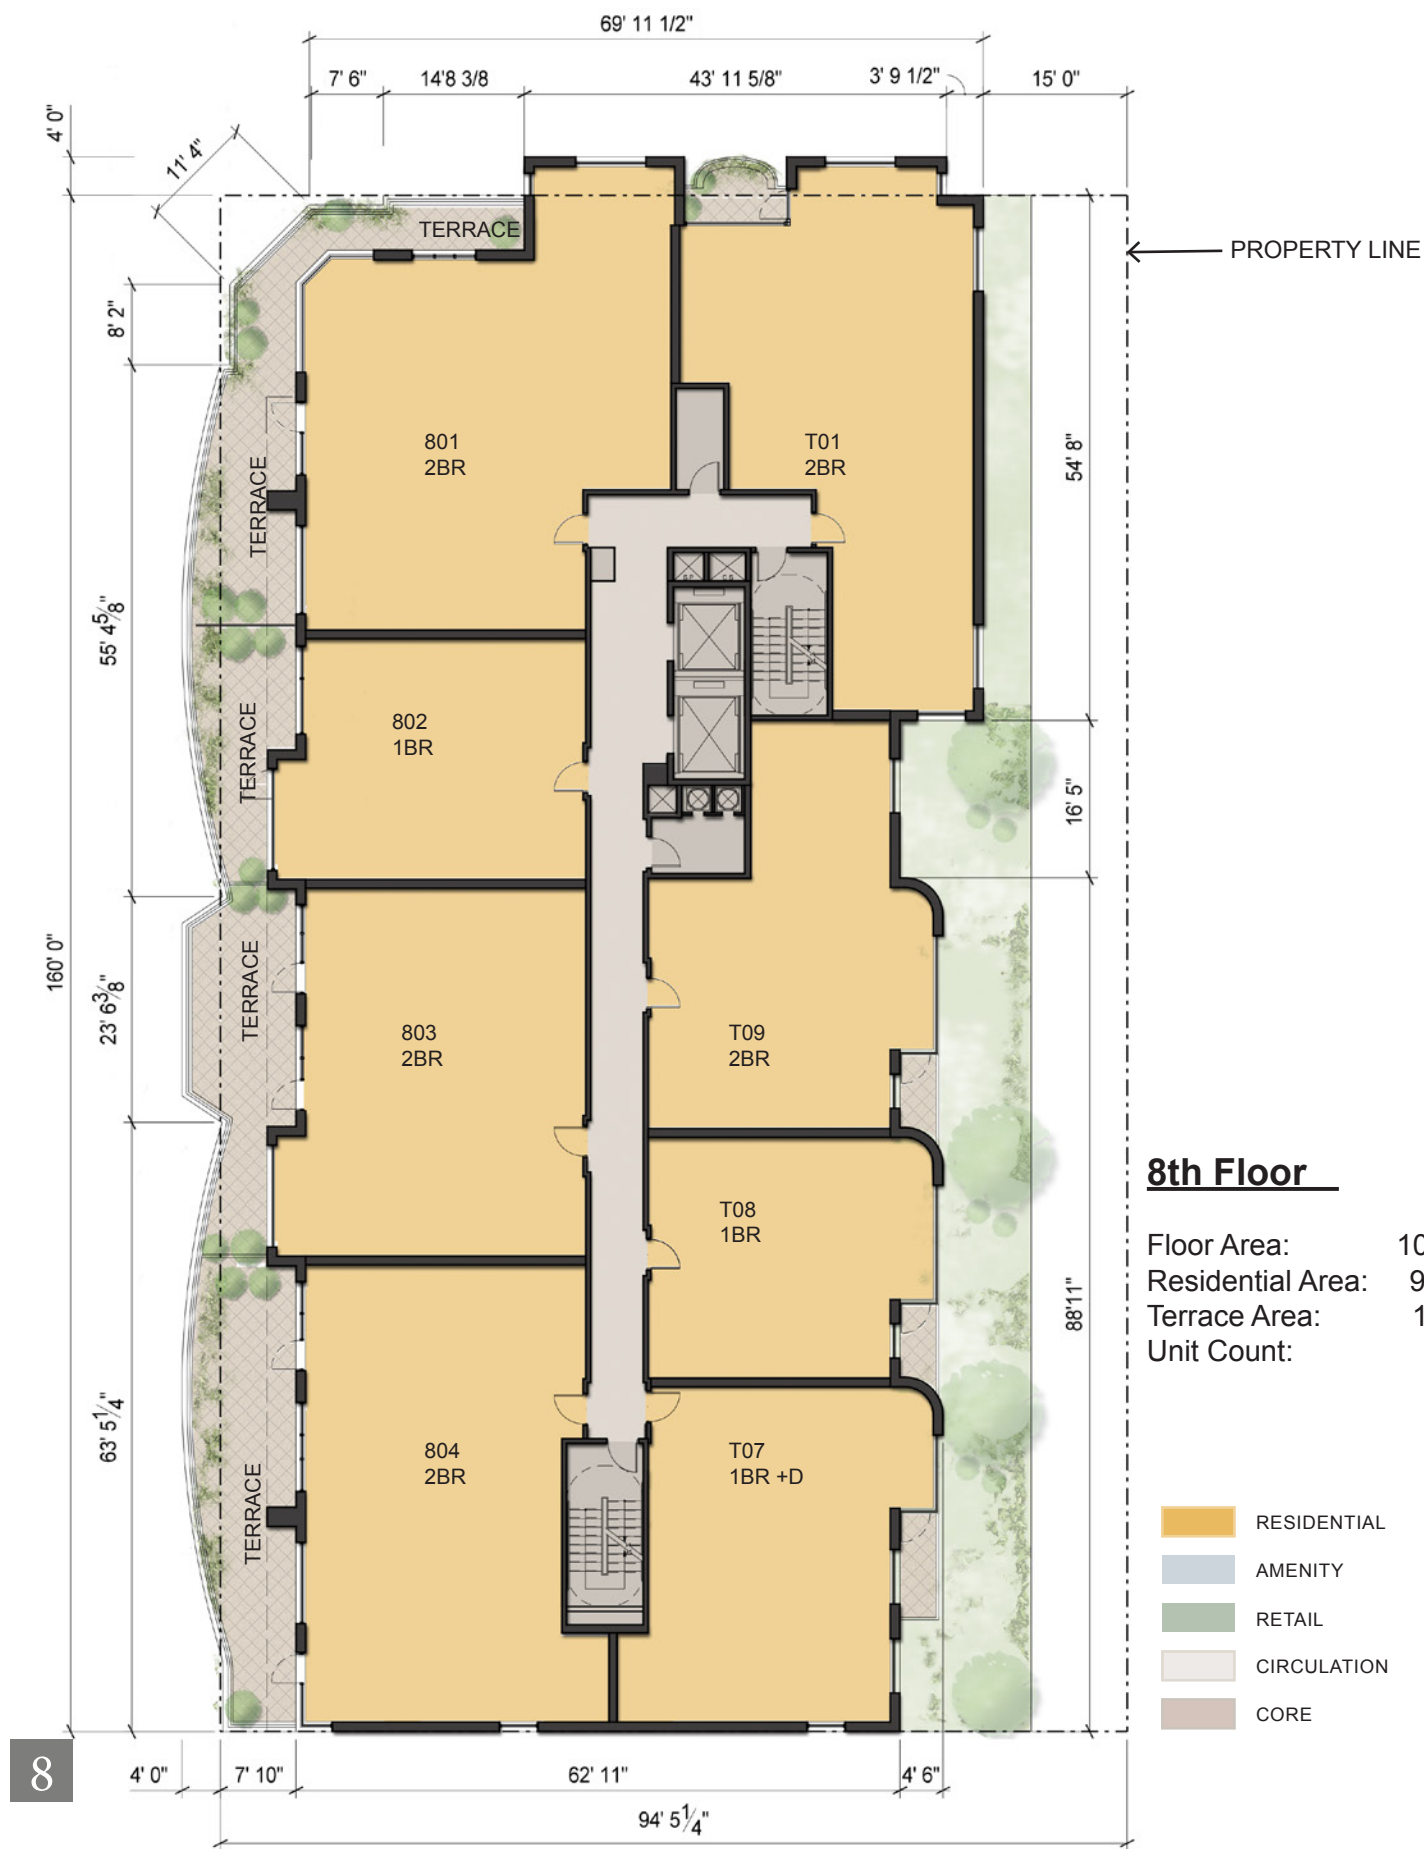 69' 11 1/2"
7' 6"
14'8 3/8
43' 11 5/8"
3' 9 1/2"
15' 0"
4' 0"
11' 4"
TERRACE
PROPERTY LINE
8' 2"
801
2BR
T01
2BR
TERRACE
54' 8"
55' 4 5/8"
802
1BR
TERRACE
16' 5"
160' 0"
TERRACE
23' 6 3/8"
803
2BR
T09
2BR
8th Floor
T08
1BR
Floor Area: 10
Residential Area: 9
Terrace Area: 1
Unit Count:
88'11"
63' 5 1/4"
804
2BR
T07
1BR +D
TERRACE
RESIDENTIAL
AMENITY
RETAIL
CIRCULATION
CORE
8
4' 0"
7' 10"
62' 11"
4' 6"
94' 5 1/4"